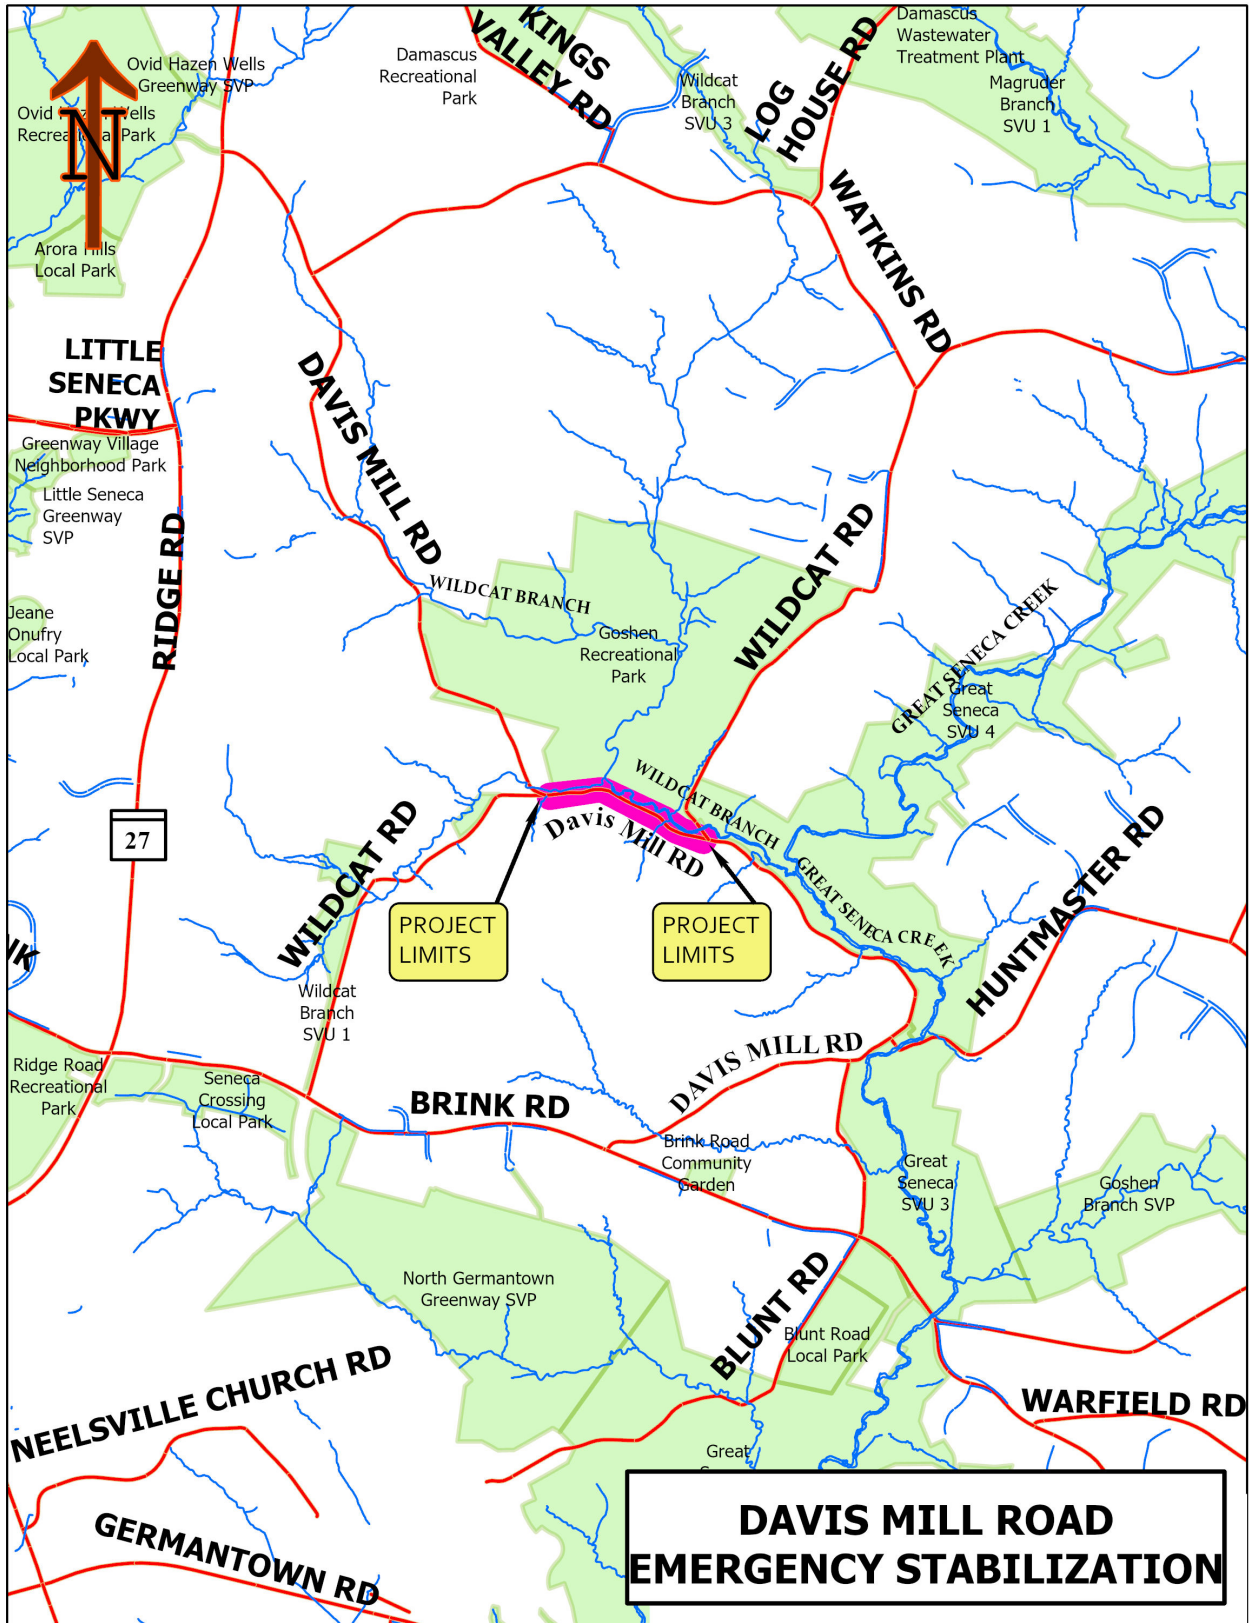 KINGS
VALLEY RD
Damascus
Recreational
Park
Ovid Hazen Wells
Greenway SVP
Ovid Hazen Wells
Recreational Park
N
Arora Hills
Local Park
Wildcat
Branch
SVU 3
LOG
HOUSE RD
Damascus
Wastewater
Treatment Plant
Magruder
Branch
SVU 1
WATKINS RD
LITTLE
SENECA
PKWY
Greenway Village
Neighborhood Park
Little Seneca
Greenway
SVP
DAVIS MILL RD
RIDGE RD
Jeane
Onufry
Local Park
WILDCAT BRANCH
Goshen
Recreational
Park
WILDCAT RD
GREAT SENECA CREEK
Great
Seneca
SVU 4
WILDCAT BRANCH
Davis Mill RD
27
WILDCAT RD
PROJECT
LIMITS
PROJECT
LIMITS
GREAT SENECA CREEK
HUNTMASTER RD
NK
Wildcat
Branch
SVU 1
Ridge Road
Recreational
Park
Seneca
Crossing
Local Park
DAVIS MILL RD
BRINK RD
Brink Road
Community
Garden
Great
Seneca
SVU 3
Goshen
Branch SVP
North Germantown
Greenway SVP
BLUNT RD
Blunt Road
Local Park
NEELSVILLE CHURCH RD
WARFIELD RD
Great
GERMANTOWN RD
DAVIS MILL ROAD
EMERGENCY STABILIZATION